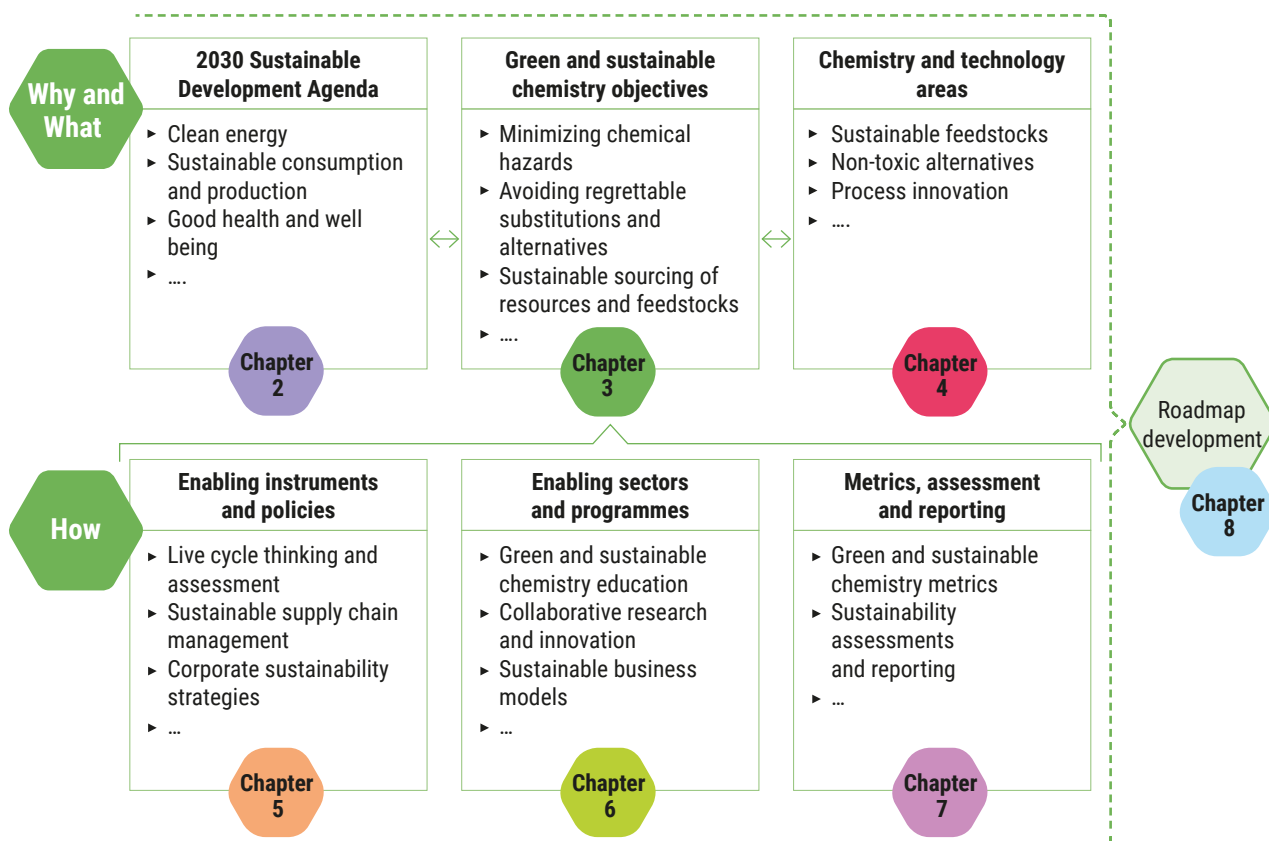 Why and
What
2030 Sustainable
Development Agenda
▸ Clean energy
▸ Sustainable consumption
and production
▸ Good health and well
being
▸ ....
Chapter
2
Green and sustainable
chemistry objectives
▸ Minimizing chemical
hazards
▸ Avoiding regrettable
substitutions and
alternatives
▸ Sustainable sourcing of
resources and feedstocks
▸ ....
Chapter
3
Chemistry and technology
areas
▸ Sustainable feedstocks
▸ Non-toxic alternatives
▸ Process innovation
▸ ....
Chapter
4
How
Enabling instruments
and policies
▸ Live cycle thinking and
assessment
▸ Sustainable supply chain
management
▸ Corporate sustainability
strategies
▸ ...
Chapter
5
Enabling sectors
and programmes
▸ Green and sustainable
chemistry education
▸ Collaborative research
and innovation
▸ Sustainable business
models
▸ ...
Chapter
6
Metrics, assessment
and reporting
▸ Green and sustainable
chemistry metrics
▸ Sustainability
assessments
and reporting
▸ ...
Chapter
7
Roadmap
development
Chapter
8